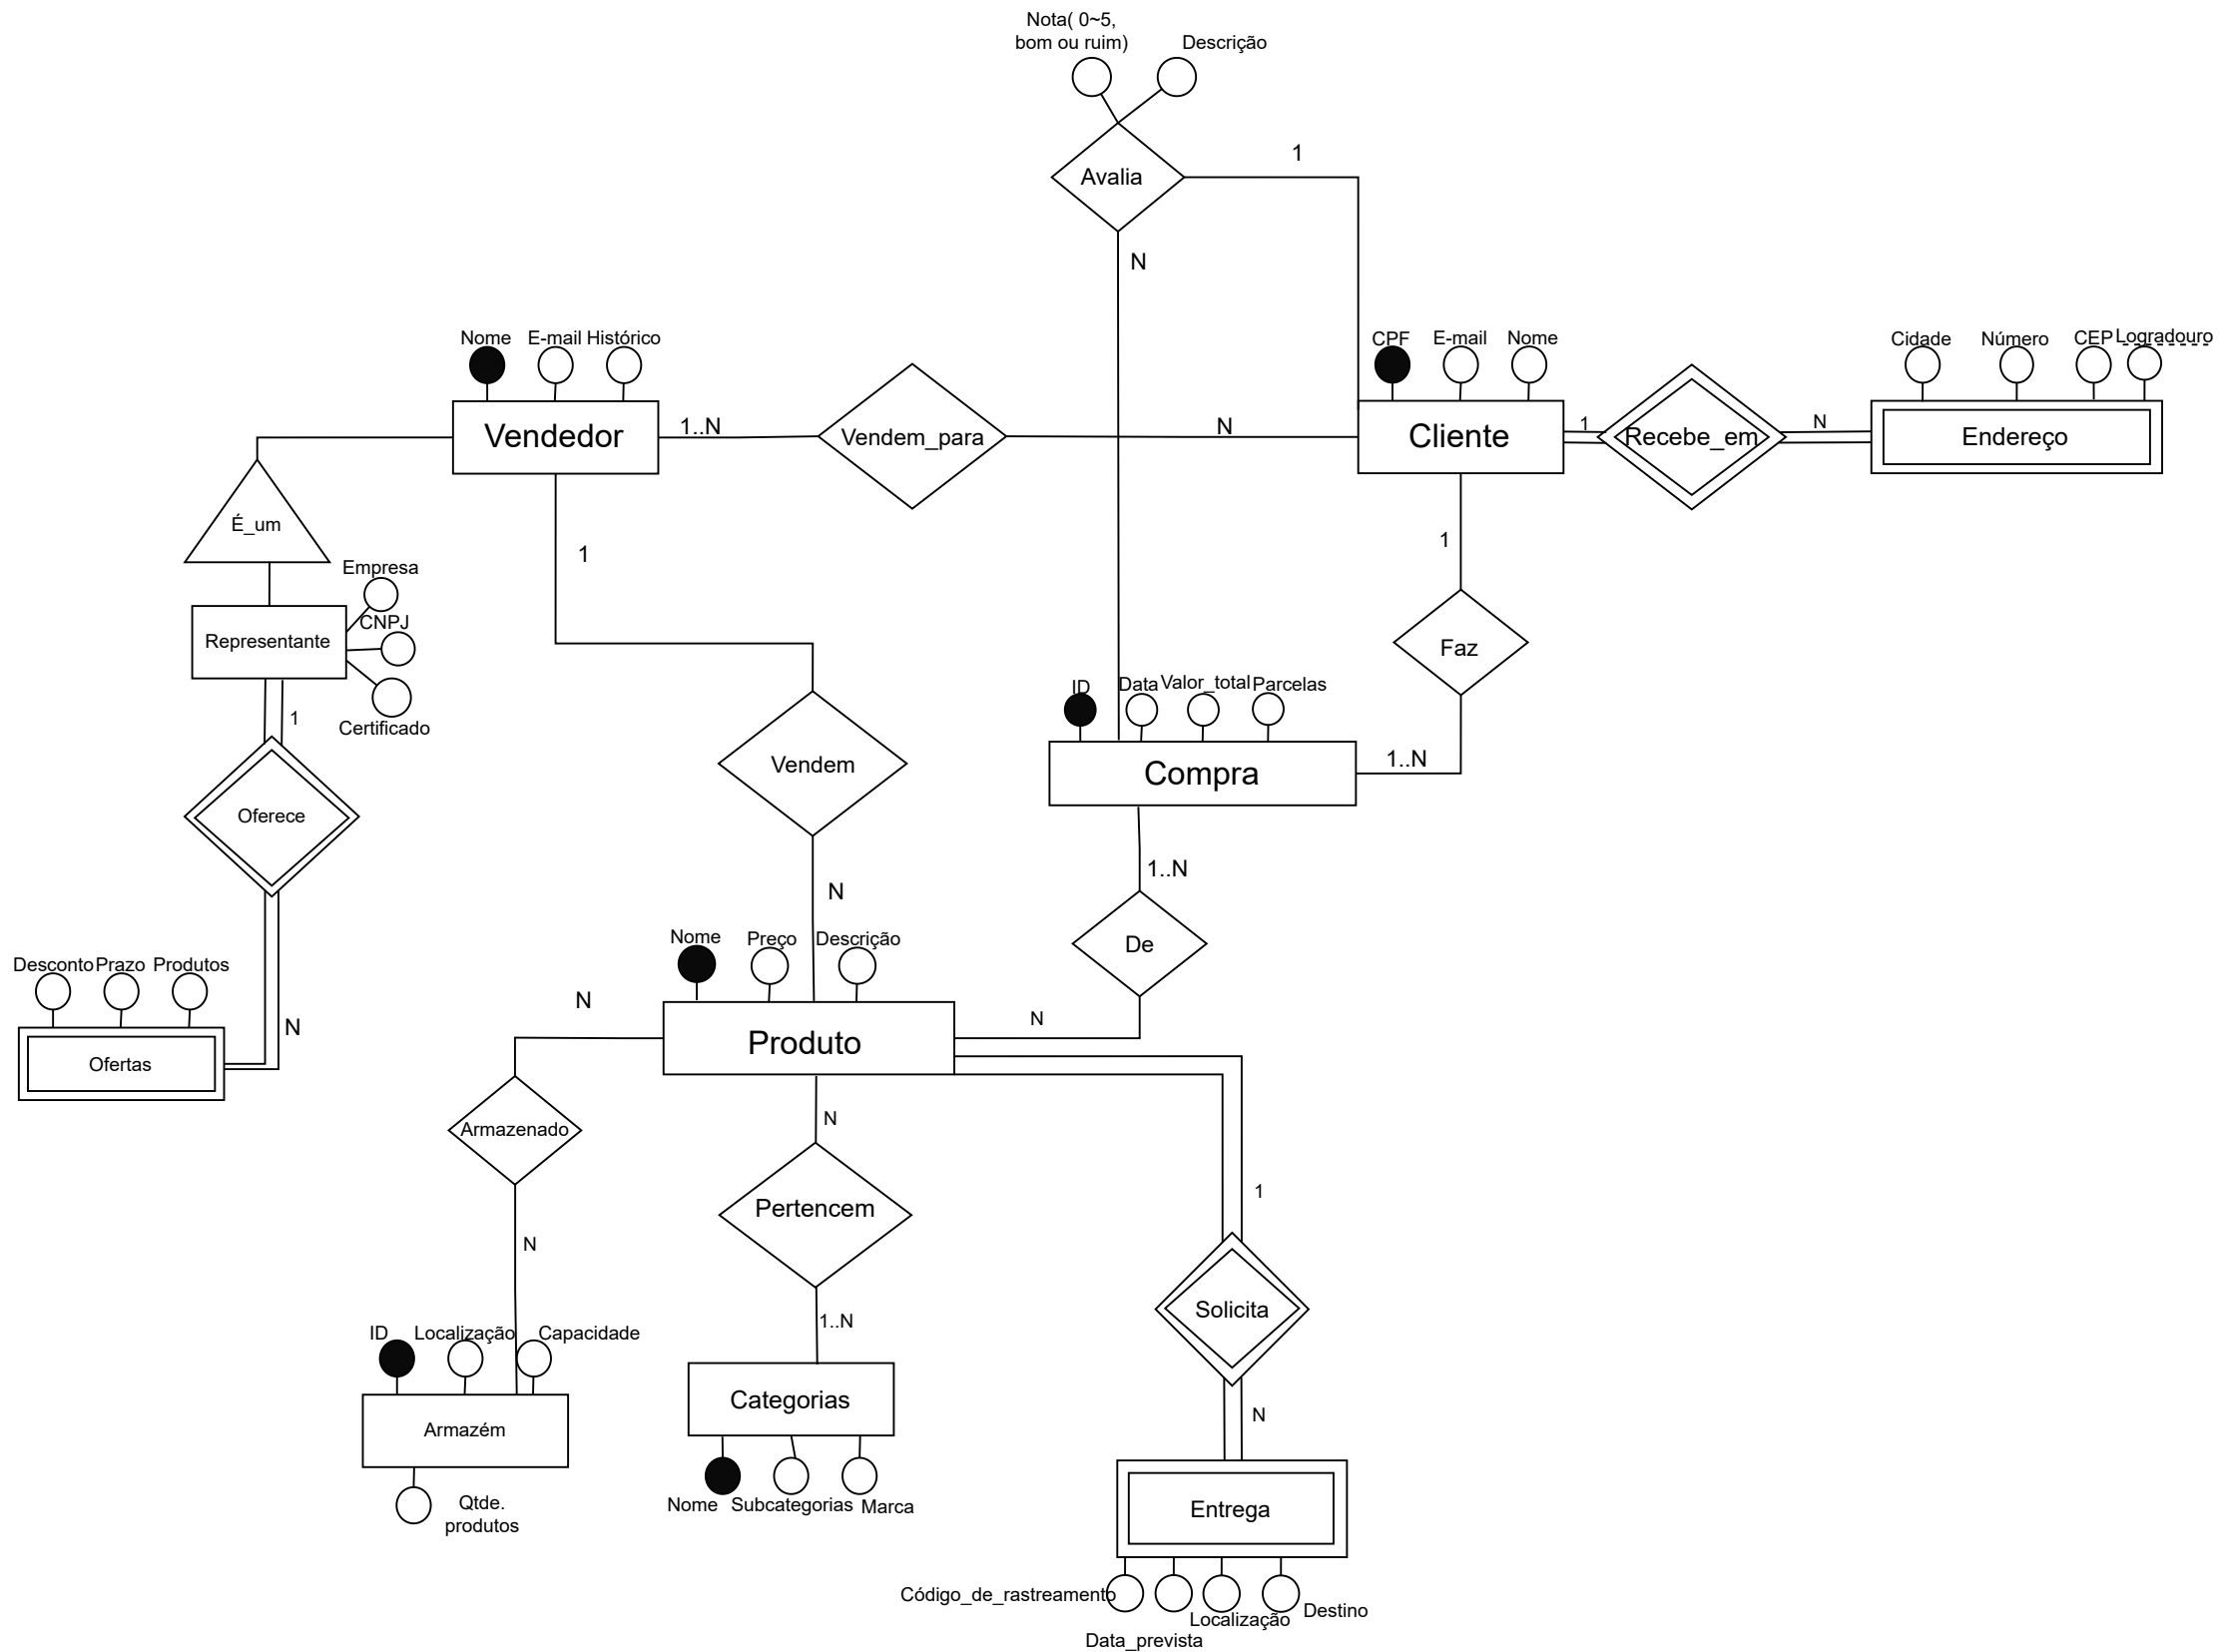 Nota( 0~5,
bom ou ruim)
Descrição
Avalia
1
N
Nome
E-mail
Histórico
CPF
E-mail
Nome
Cidade
Número
CEP
Logradouro
Vendedor
1..N
Vendem_para
N
Cliente
1
Recebe_em
N
Endereço
É_um
1
1
Empresa
CNPJ
Representante
Certificado
Faz
1
ID
Data
Valor_total
Parcelas
Vendem
Compra
1..N
Oferece
N
1..N
De
Nome
Preço
Descrição
Desconto
Prazo
Produtos
N
N
N
Produto
Ofertas
Armazenado
N
Pertencem
1
N
Solicita
1..N
ID
Localização
Capacidade
Categorias
N
Armazém
Nome
Subcategorias
Marca
Qtde.
produtos
Entrega
Código_de_rastreamento
Localização
Destino
Data_prevista